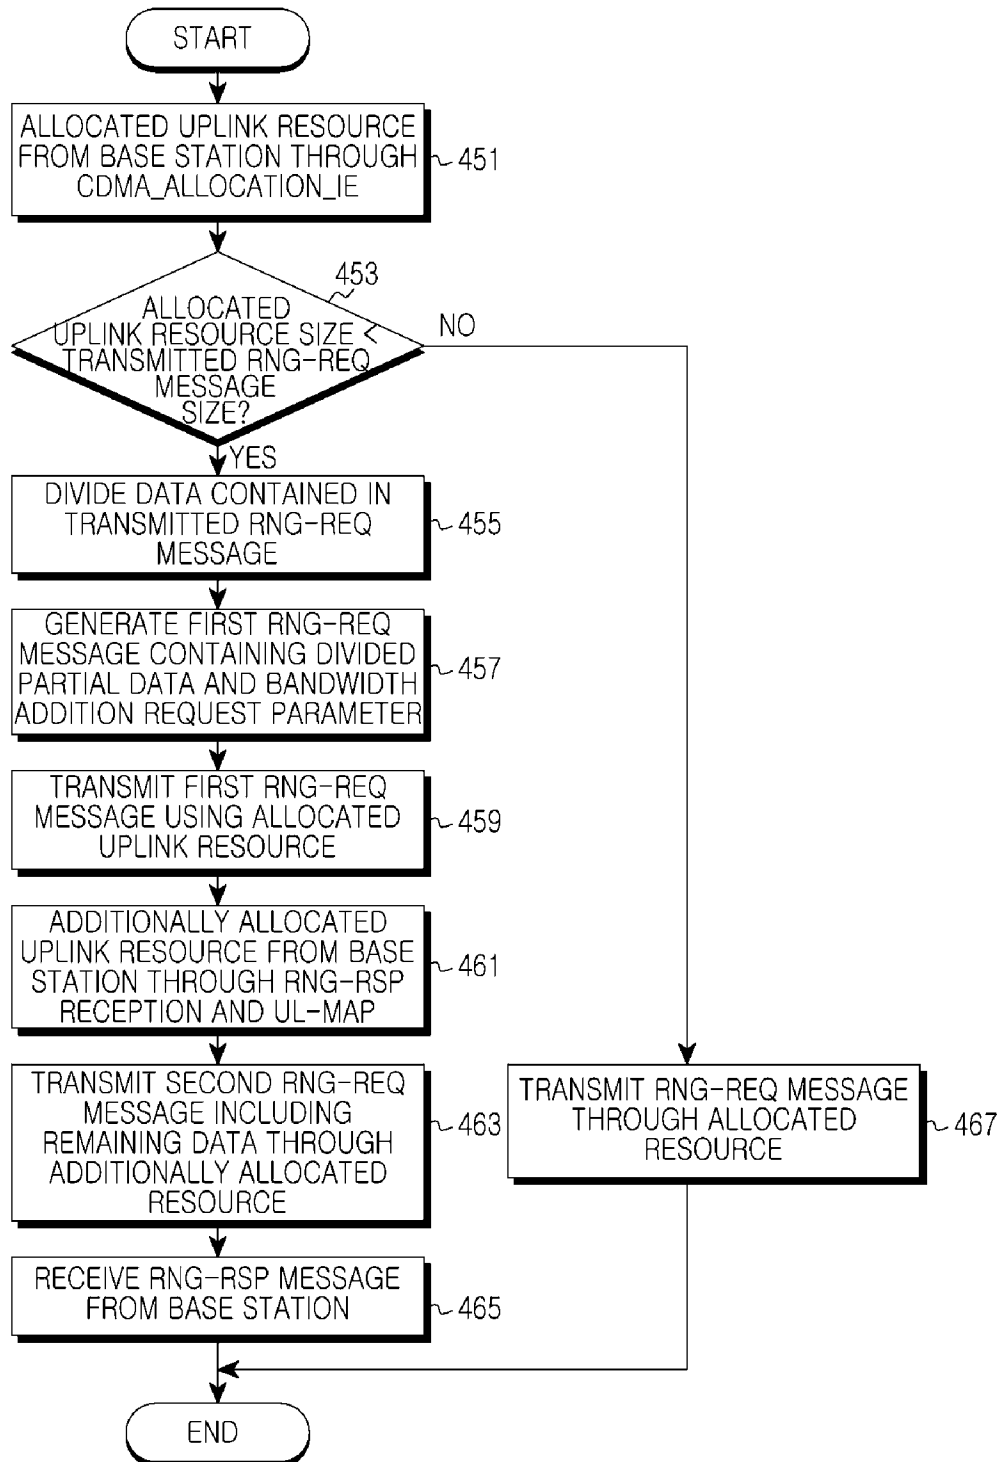 START
ALLOCATED UPLINK RESOURCE
FROM BASE STATION THROUGH
CDMA_ALLOCATION_IE
451
453
ALLOCATED
UPLINK RESOURCE SIZE <
TRANSMITTED RNG-REQ
MESSAGE
SIZE?
NO
YES
DIVIDE DATA CONTAINED IN
TRANSMITTED RNG-REQ
MESSAGE
455
GENERATE FIRST RNG-REQ
MESSAGE CONTAINING DIVIDED
PARTIAL DATA AND BANDWIDTH
ADDITION REQUEST PARAMETER
457
TRANSMIT FIRST RNG-REQ
MESSAGE USING ALLOCATED
UPLINK RESOURCE
459
ADDITIONALLY ALLOCATED
UPLINK RESOURCE FROM BASE
STATION THROUGH RNG-RSP
RECEPTION AND UL-MAP
461
TRANSMIT SECOND RNG-REQ
MESSAGE INCLUDING
REMAINING DATA THROUGH
ADDITIONALLY ALLOCATED
RESOURCE
463
TRANSMIT RNG-REQ MESSAGE
THROUGH ALLOCATED
RESOURCE
467
RECEIVE RNG-RSP MESSAGE
FROM BASE STATION
465
END